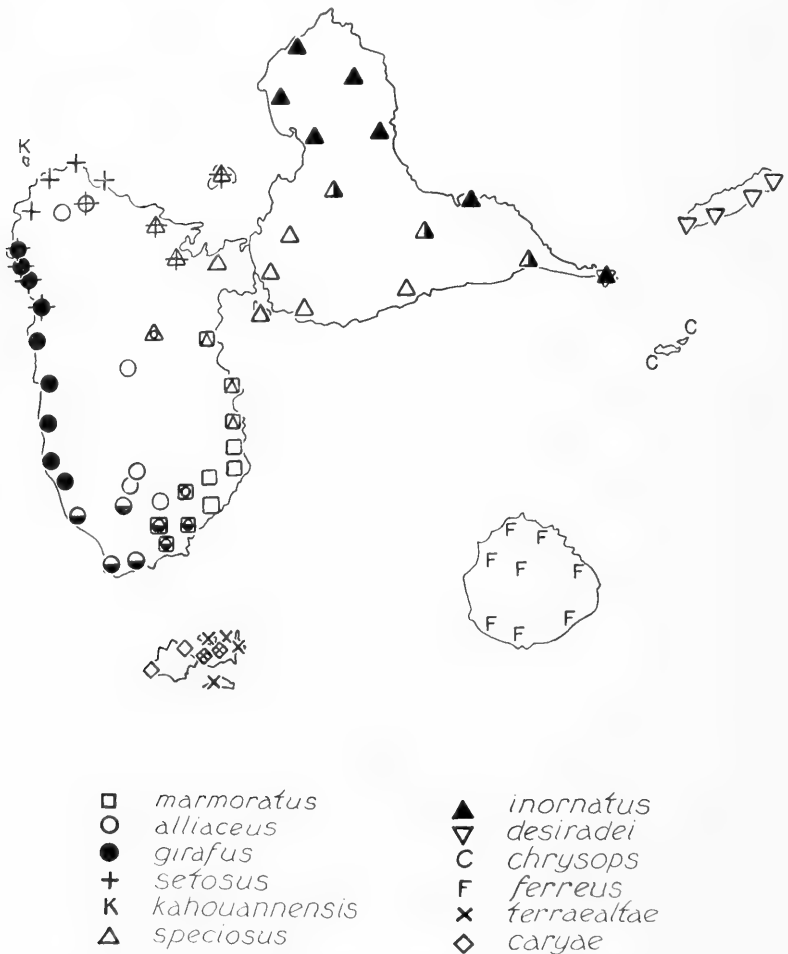 K
C
C
F
F
F
F
F
F
F
F
marmoratus
alliaceus
girafus
setosus
K kahouannensis
speciosus
inornatus
desiradei
C chrysops
F ferreus
terraealtae
caryae